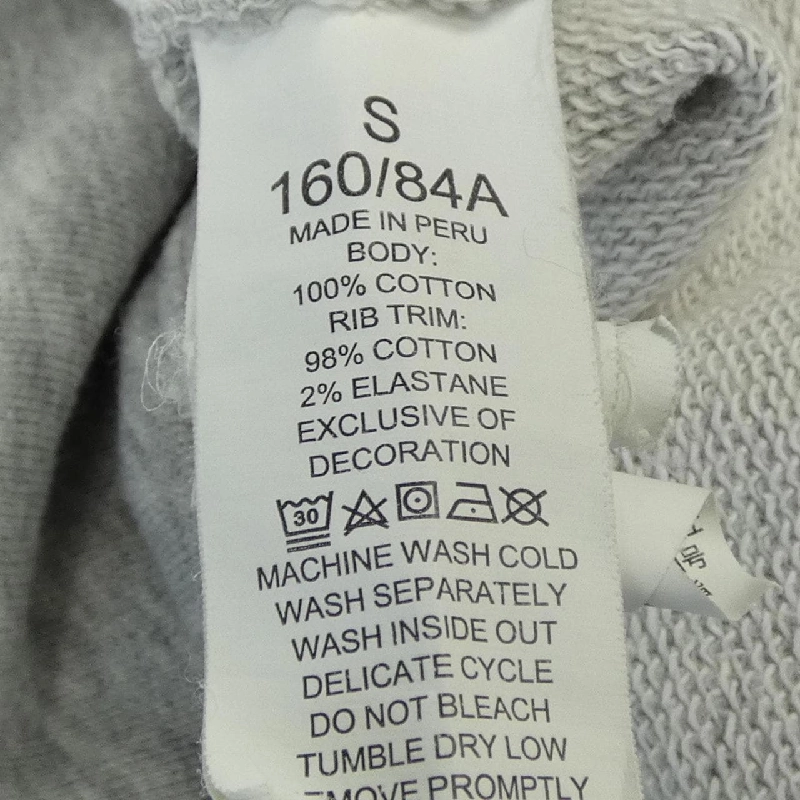 S
160/84A
MADE IN PERU
BODY:
100% COTTON
RIB TRIM:
98% COTTON
2% ELASTANE
EXCLUSIVE OF
DECORATION
30
MACHINE WASH COLD
WASH SEPARATELY
WASH INSIDE OUT
DELICATE CYCLE
DO NOT BLEACH
TUMBLE DRY LOW
PROMPTLY